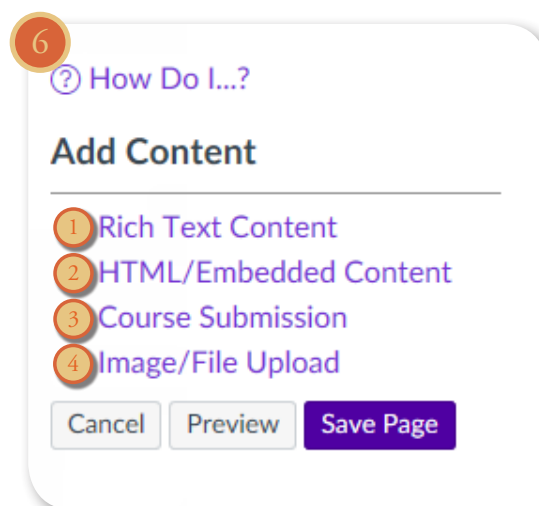 6
? How Do I...?
Add Content
1 Rich Text Content
2 HTML/Embedded Content
3 Course Submission
4 Image/File Upload
Cancel Preview Save Page